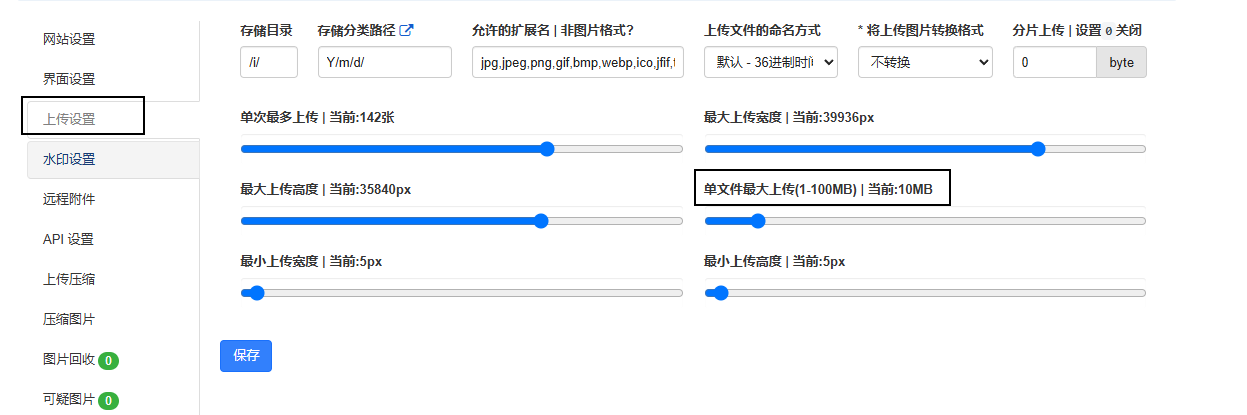 网站设置
界面设置
上传设置
水印设置
远程附件
API 设置
上传压缩
压缩图片
图片回收 0
可疑图片 0
存储目录 存储分类路径 允许的扩展名 | 非图片格式? 上传文件的命名方式 * 将上传图片转换格式 分片上传 | 设置 0 关闭
/i/ Y/m/d/ jpg,jpeg,png,gif,bmp,webp,ico,jfif,t 默认 - 36进制时间 不转换 0 byte
单次最多上传 | 当前:142张 最大上传宽度 | 当前:39936px
最大上传高度 | 当前:35840px 单文件最大上传(1-100MB) | 当前:10MB
最小上传宽度 | 当前:5px 最小上传高度 | 当前:5px
保存